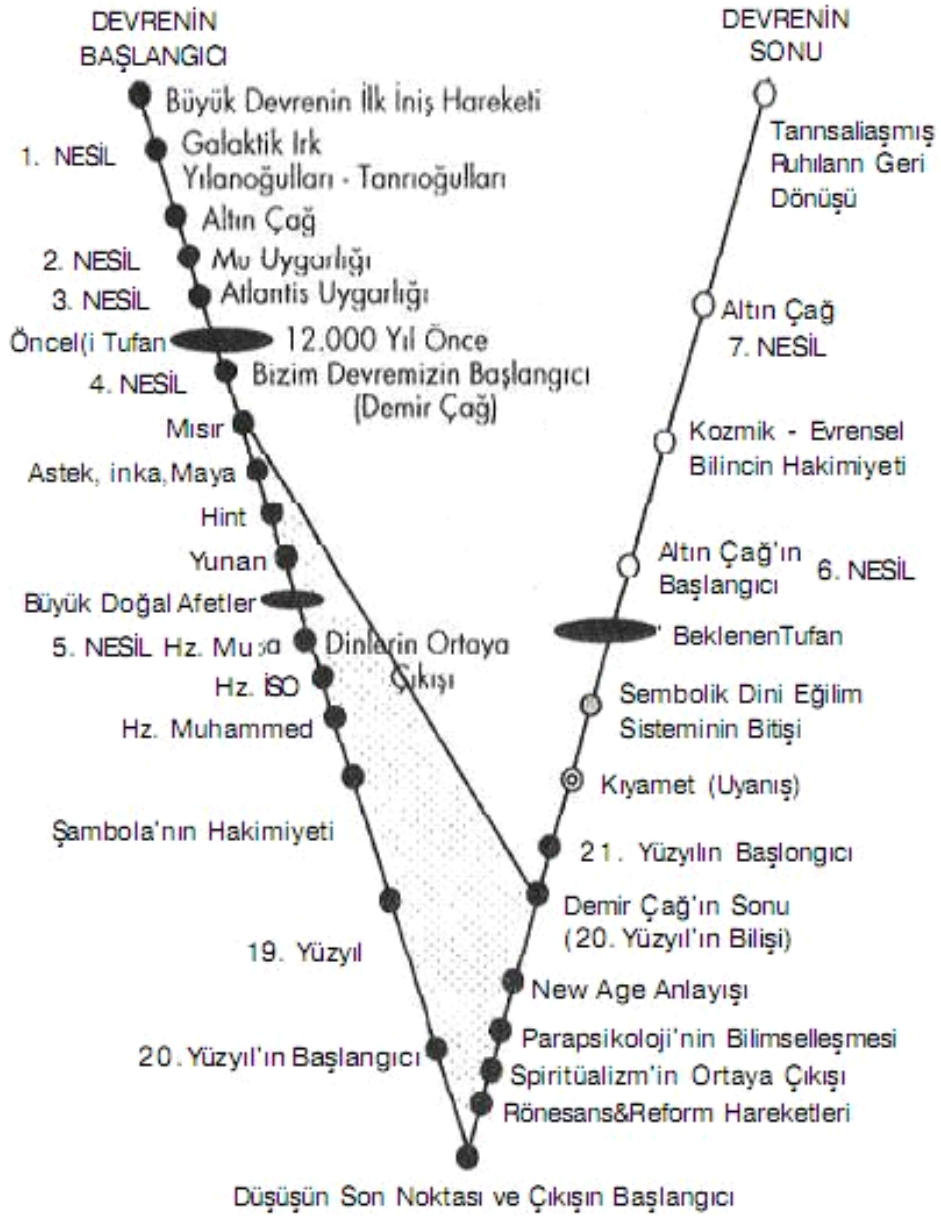 DEVRENİN
BAŞLANGICI
Büyük Devrenin İlk İniş Hareketi
1. NESİL
Galaktik Irk
Yılanoğulları - Tanrıoğulları
Altın Çağ
2. NESİL
Mu Uygarlığı
3. NESİL
Atlantis Uygarlığı
Öncel(i Tufan
12.000 Yıl Önce
4. NESİL
Bizim Devremizin Başlangıcı
(Demir Çağ)
Mısır
Astek, inka,Maya
Hint
Yunan
Büyük Doğal Afetler
5. NESİL Hz. Musa
Dinlerin Ortaya
Çıkışı
Hz. İSO
Hz. Muhammed
Şambola'nın Hakimiyeti
19. Yüzyıl
20. Yüzyıl'ın Başlangıcı
Düşüşün Son Noktası ve Çıkışın Başlangıcı
DEVRENİN
SONU
Tannsaliaşmış
Ruhılann Geri
Dönüşü
Altın Çağ
7. NESİL
Kozmik - Evrensel
Bilincin Hakimiyeti
Altın Çağ'ın
Başlangıcı
6. NESİL
BeklenenTufan
Sembolik Dini Eğilim
Sisteminin Bitişi
Kıyamet (Uyanış)
21. Yüzyılın Başlongıcı
Demir Çağ'ın Sonu
(20. Yüzyıl'ın Bilişi)
New Age Anlayışı
Parapsikoloji'nin Bilimselleşmesi
Spiritüalizm'in Ortaya Çıkışı
Rönesans&Reform Hareketleri